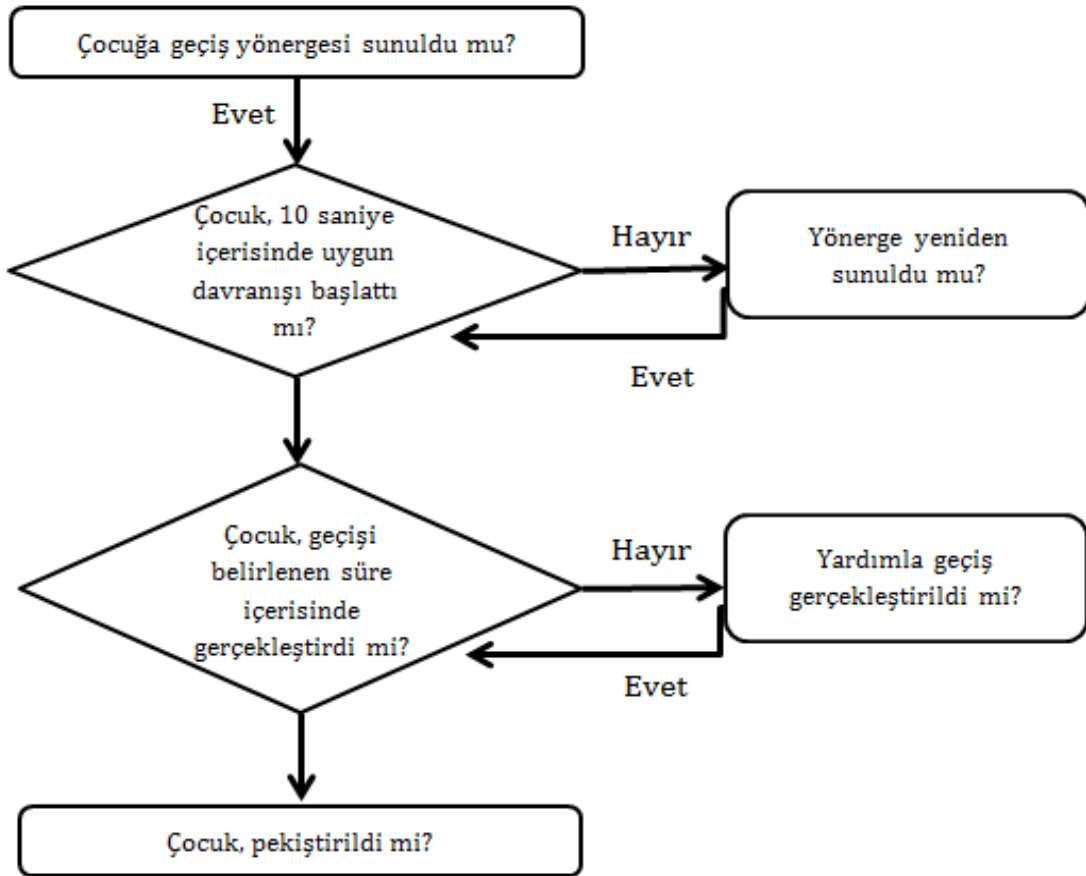 Çocuğa geçiş yönergesi sunuldu mu?
Evet
Çocuk, 10 saniye
içerisinde uygun
davranışı başlattı
mı?
Hayır
Yönerge yeniden
sunuldu mu?
Evet
Çocuk, geçişi
belirlenen süre
içerisinde
gerçekleştirdi mi?
Hayır
Yardımla geçiş
gerçekleştirildi mi?
Evet
Çocuk, pekiştirildi mi?